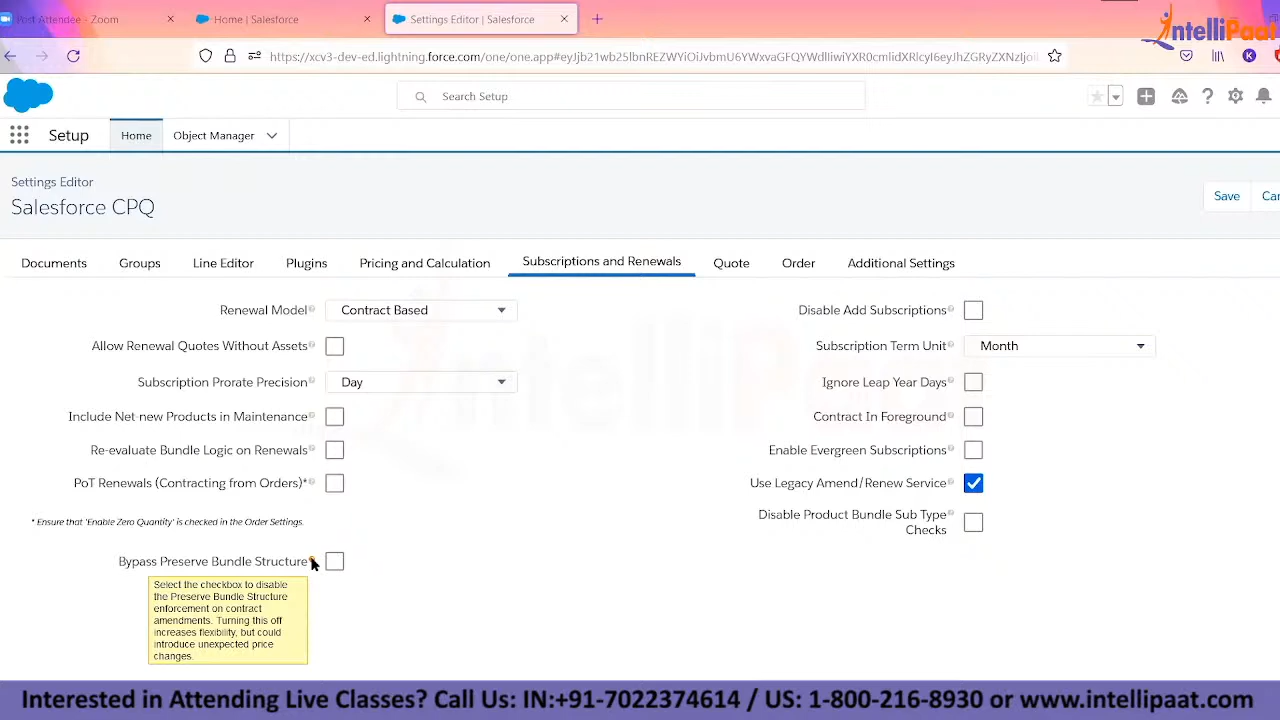 Post Attendee - Zoom
Home | Salesforce
Settings Editor | Salesforce
IntelliPaat
https://xcv3-dev-ed.lightning.force.com/one/one.app#eyJjb21wb25lbnREZWYiOiJvbmU6YWxvaGFQYWdlIiwiYXR0cmlidXRlcyI6eyJhZGRyZXNzIjoi
K
Search Setup
Setup
Home
Object Manager
Settings Editor
Salesforce CPQ
Save
Can
Documents
Groups
Line Editor
Plugins
Pricing and Calculation
Subscriptions and Renewals
Quote
Order
Additional Settings
Renewal Model
Contract Based
Disable Add Subscriptions
Allow Renewal Quotes Without Assets
Subscription Term Unit
Month
Subscription Prorate Precision
Day
Ignore Leap Year Days
Include Net-new Products in Maintenance
Contract In Foreground
Re-evaluate Bundle Logic on Renewals
Enable Evergreen Subscriptions
PoT Renewals (Contracting from Orders)*
Use Legacy Amend/Renew Service
* Ensure that 'Enable Zero Quantity' is checked in the Order Settings.
Disable Product Bundle Sub Type
Checks
Bypass Preserve Bundle Structure
Select the checkbox to disable
the Preserve Bundle Structure
enforcement on contract
amendments. Turning this off
increases flexibility, but could
introduce unexpected price
changes.
IntelliPaat
Interested in Attending Live Classes? Call Us: IN:+91-7022374614 / US: 1-800-216-8930 or www.intellipaat.com